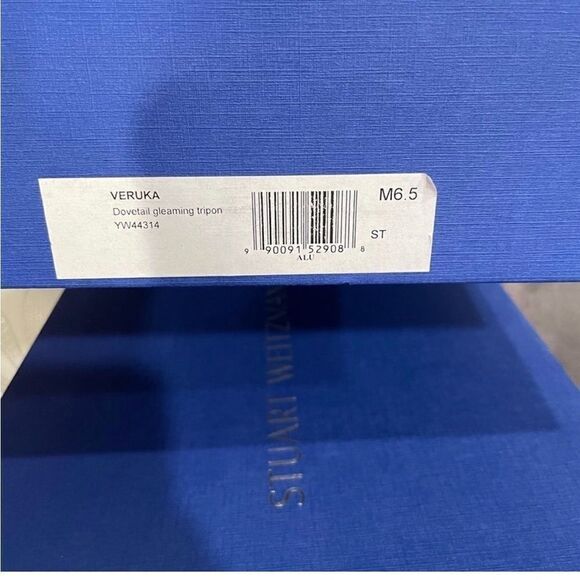 VERUKA
Dovetail gleaming tripon
YW44314
M6.5
ST
9 90091 52908 8
ALU
STUART WEITZMAN